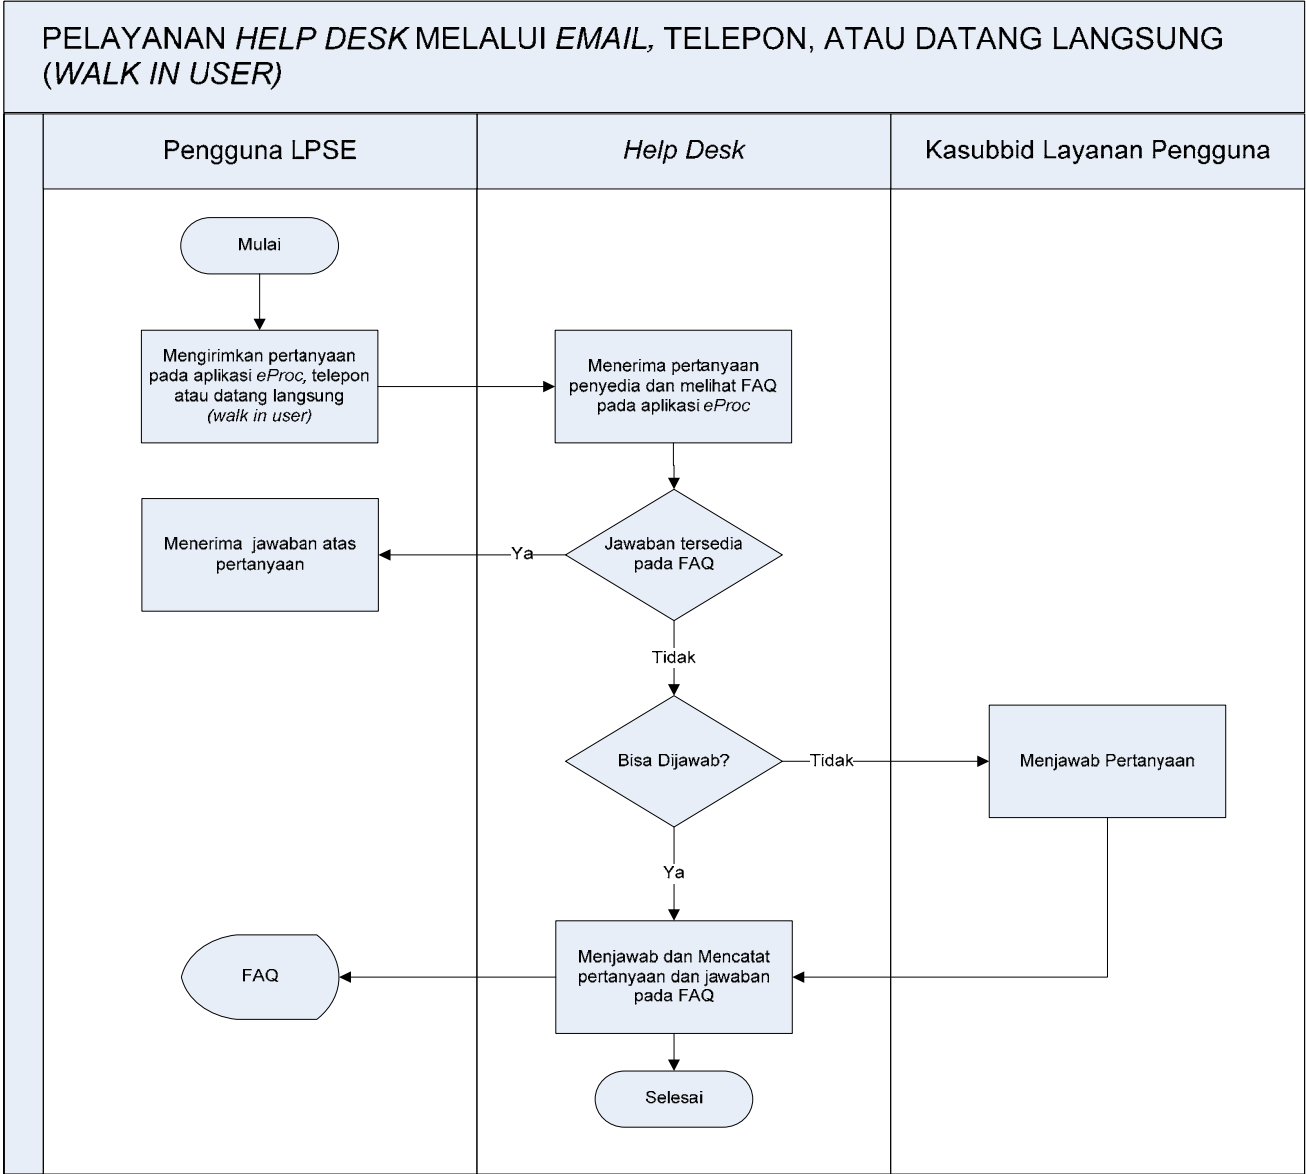 PELAYANAN HELP DESK MELALUI EMAIL, TELEPON, ATAU DATANG LANGSUNG
(WALK IN USER)
Pengguna LPSE
Help Desk
Kasubbid Layanan Pengguna
Mulai
Mengirimkan pertanyaan
pada aplikasi eProc, telepon
atau datang langsung
(walk in user)
Menerima pertanyaan
penyedia dan melihat FAQ
pada aplikasi eProc
Menerima jawaban atas
pertanyaan
Ya
Jawaban tersedia
pada FAQ
Tidak
Bisa Dijawab?
Tidak
Menjawab Pertanyaan
Ya
FAQ
Menjawab dan Mencatat
pertanyaan dan jawaban
pada FAQ
Selesai